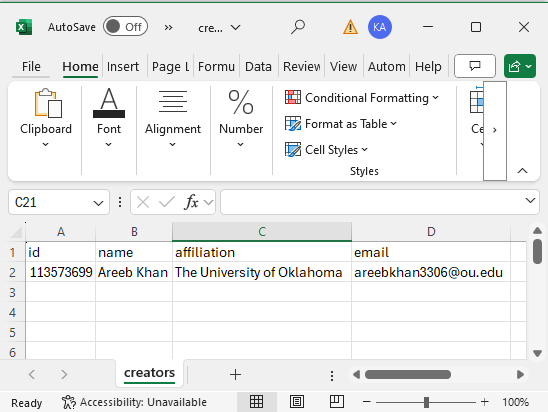 AutoSave Off » cre... KA
File Home Insert Page L Formu Data Review View Autom Help
Clipboard Font Alignment Number
Conditional Formatting
Format as Table
Cell Styles
Styles
Ce
C21 fx
A B C D
1 id name affiliation email
2 113573699 Areeb Khan The University of Oklahoma areebkhan3306@ou.edu
3
4
5
6
creators +
Ready Accessibility: Unavailable 100%